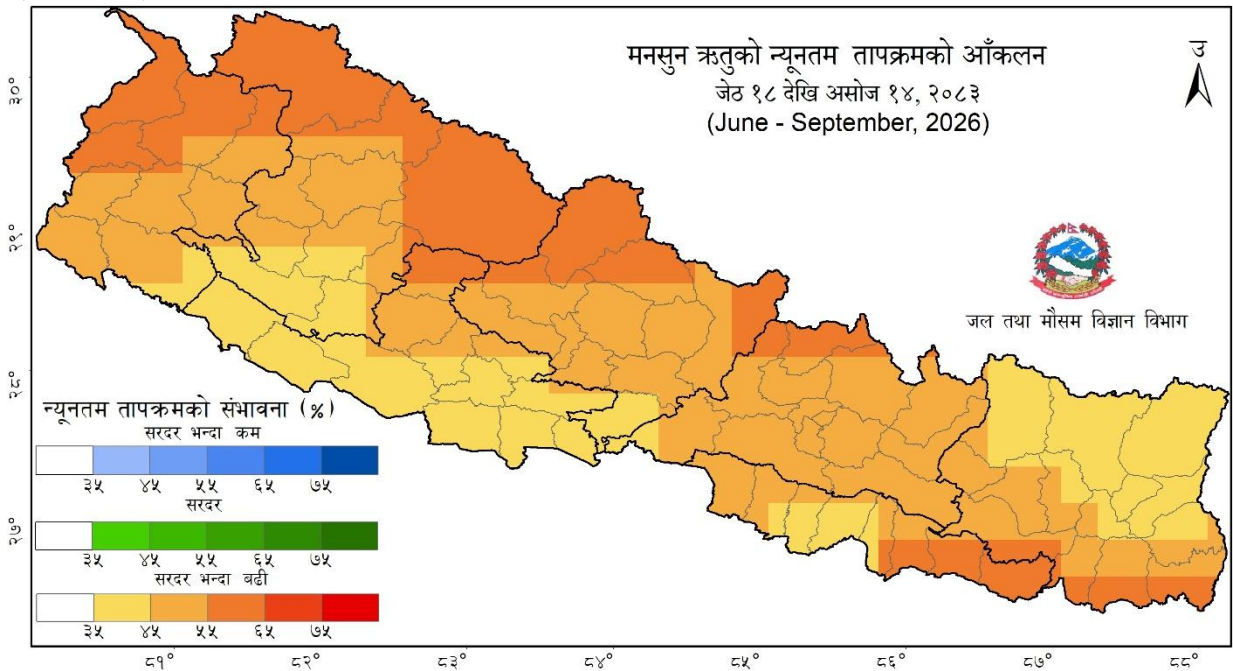 मनसुन ऋतुको न्यूनतम तापक्रमको आँकलन
जेठ १८ देखि असोज १४, २०८३
(June - September, 2026)
उ
जल तथा मौसम विज्ञान विभाग
३०°
२९°
२८°
२७°
न्यूनतम तापक्रमको संभावना (%)
सरदर भन्दा कम
३५ ४५ ५५ ६५ ७५
सरदर
३५ ४५ ५५ ६५ ७५
सरदर भन्दा बढी
३५ ४५ ५५ ६५ ७५
८१° ८२° ८३° ८४° ८५° ८६° ८७° ८८°